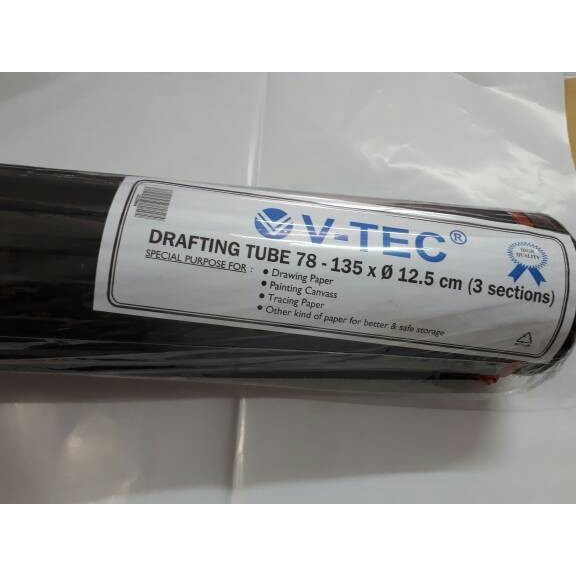 V-TEC®
DRAFTING TUBE 78 - 135 x Ø 12.5 cm (3 sections)
SPECIAL PURPOSE FOR :
• Drawing Paper
• Painting Canvass
• Tracing Paper
• Other kind of paper for better & safe storage
HIGH
QUALITY